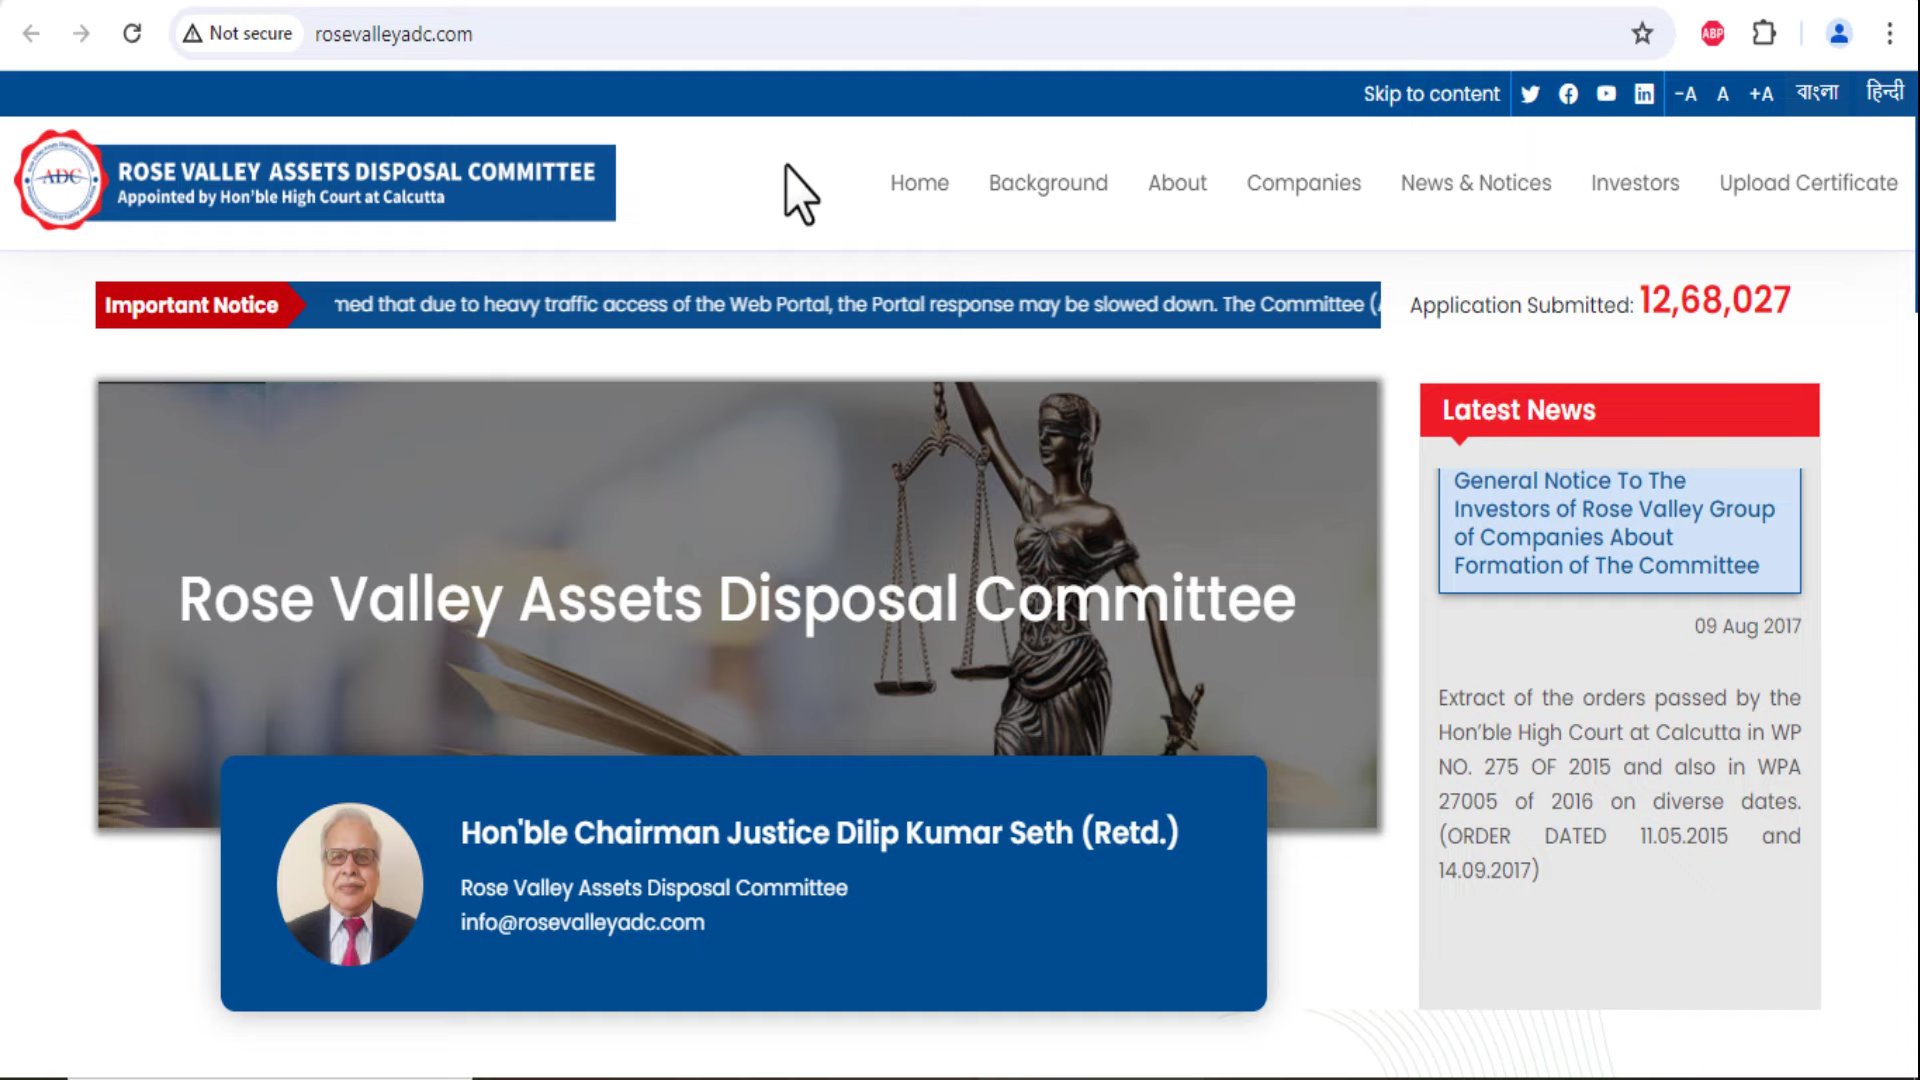 Not secure
rosevalleyadc.com
ABP
Skip to content
-A A +A বাংলা हिन्दी
ADC
ROSE VALLEY ASSETS DISPOSAL COMMITTEE
Appointed by Hon'ble High Court at Calcutta
Home Background About Companies News & Notices Investors Upload Certificate
Important Notice
med that due to heavy traffic access of the Web Portal, the Portal response may be slowed down. The Committee (
Application Submitted: 12,68,027
Rose Valley Assets Disposal Committee
Hon'ble Chairman Justice Dilip Kumar Seth (Retd.)
Rose Valley Assets Disposal Committee
info@rosevalleyadc.com
Latest News
General Notice To The
Investors of Rose Valley Group
of Companies About
Formation of The Committee
09 Aug 2017
Extract of the orders passed by the
Hon'ble High Court at Calcutta in WP
NO. 275 OF 2015 and also in WPA
27005 of 2016 on diverse dates.
(ORDER DATED 11.05.2015 and
14.09.2017)